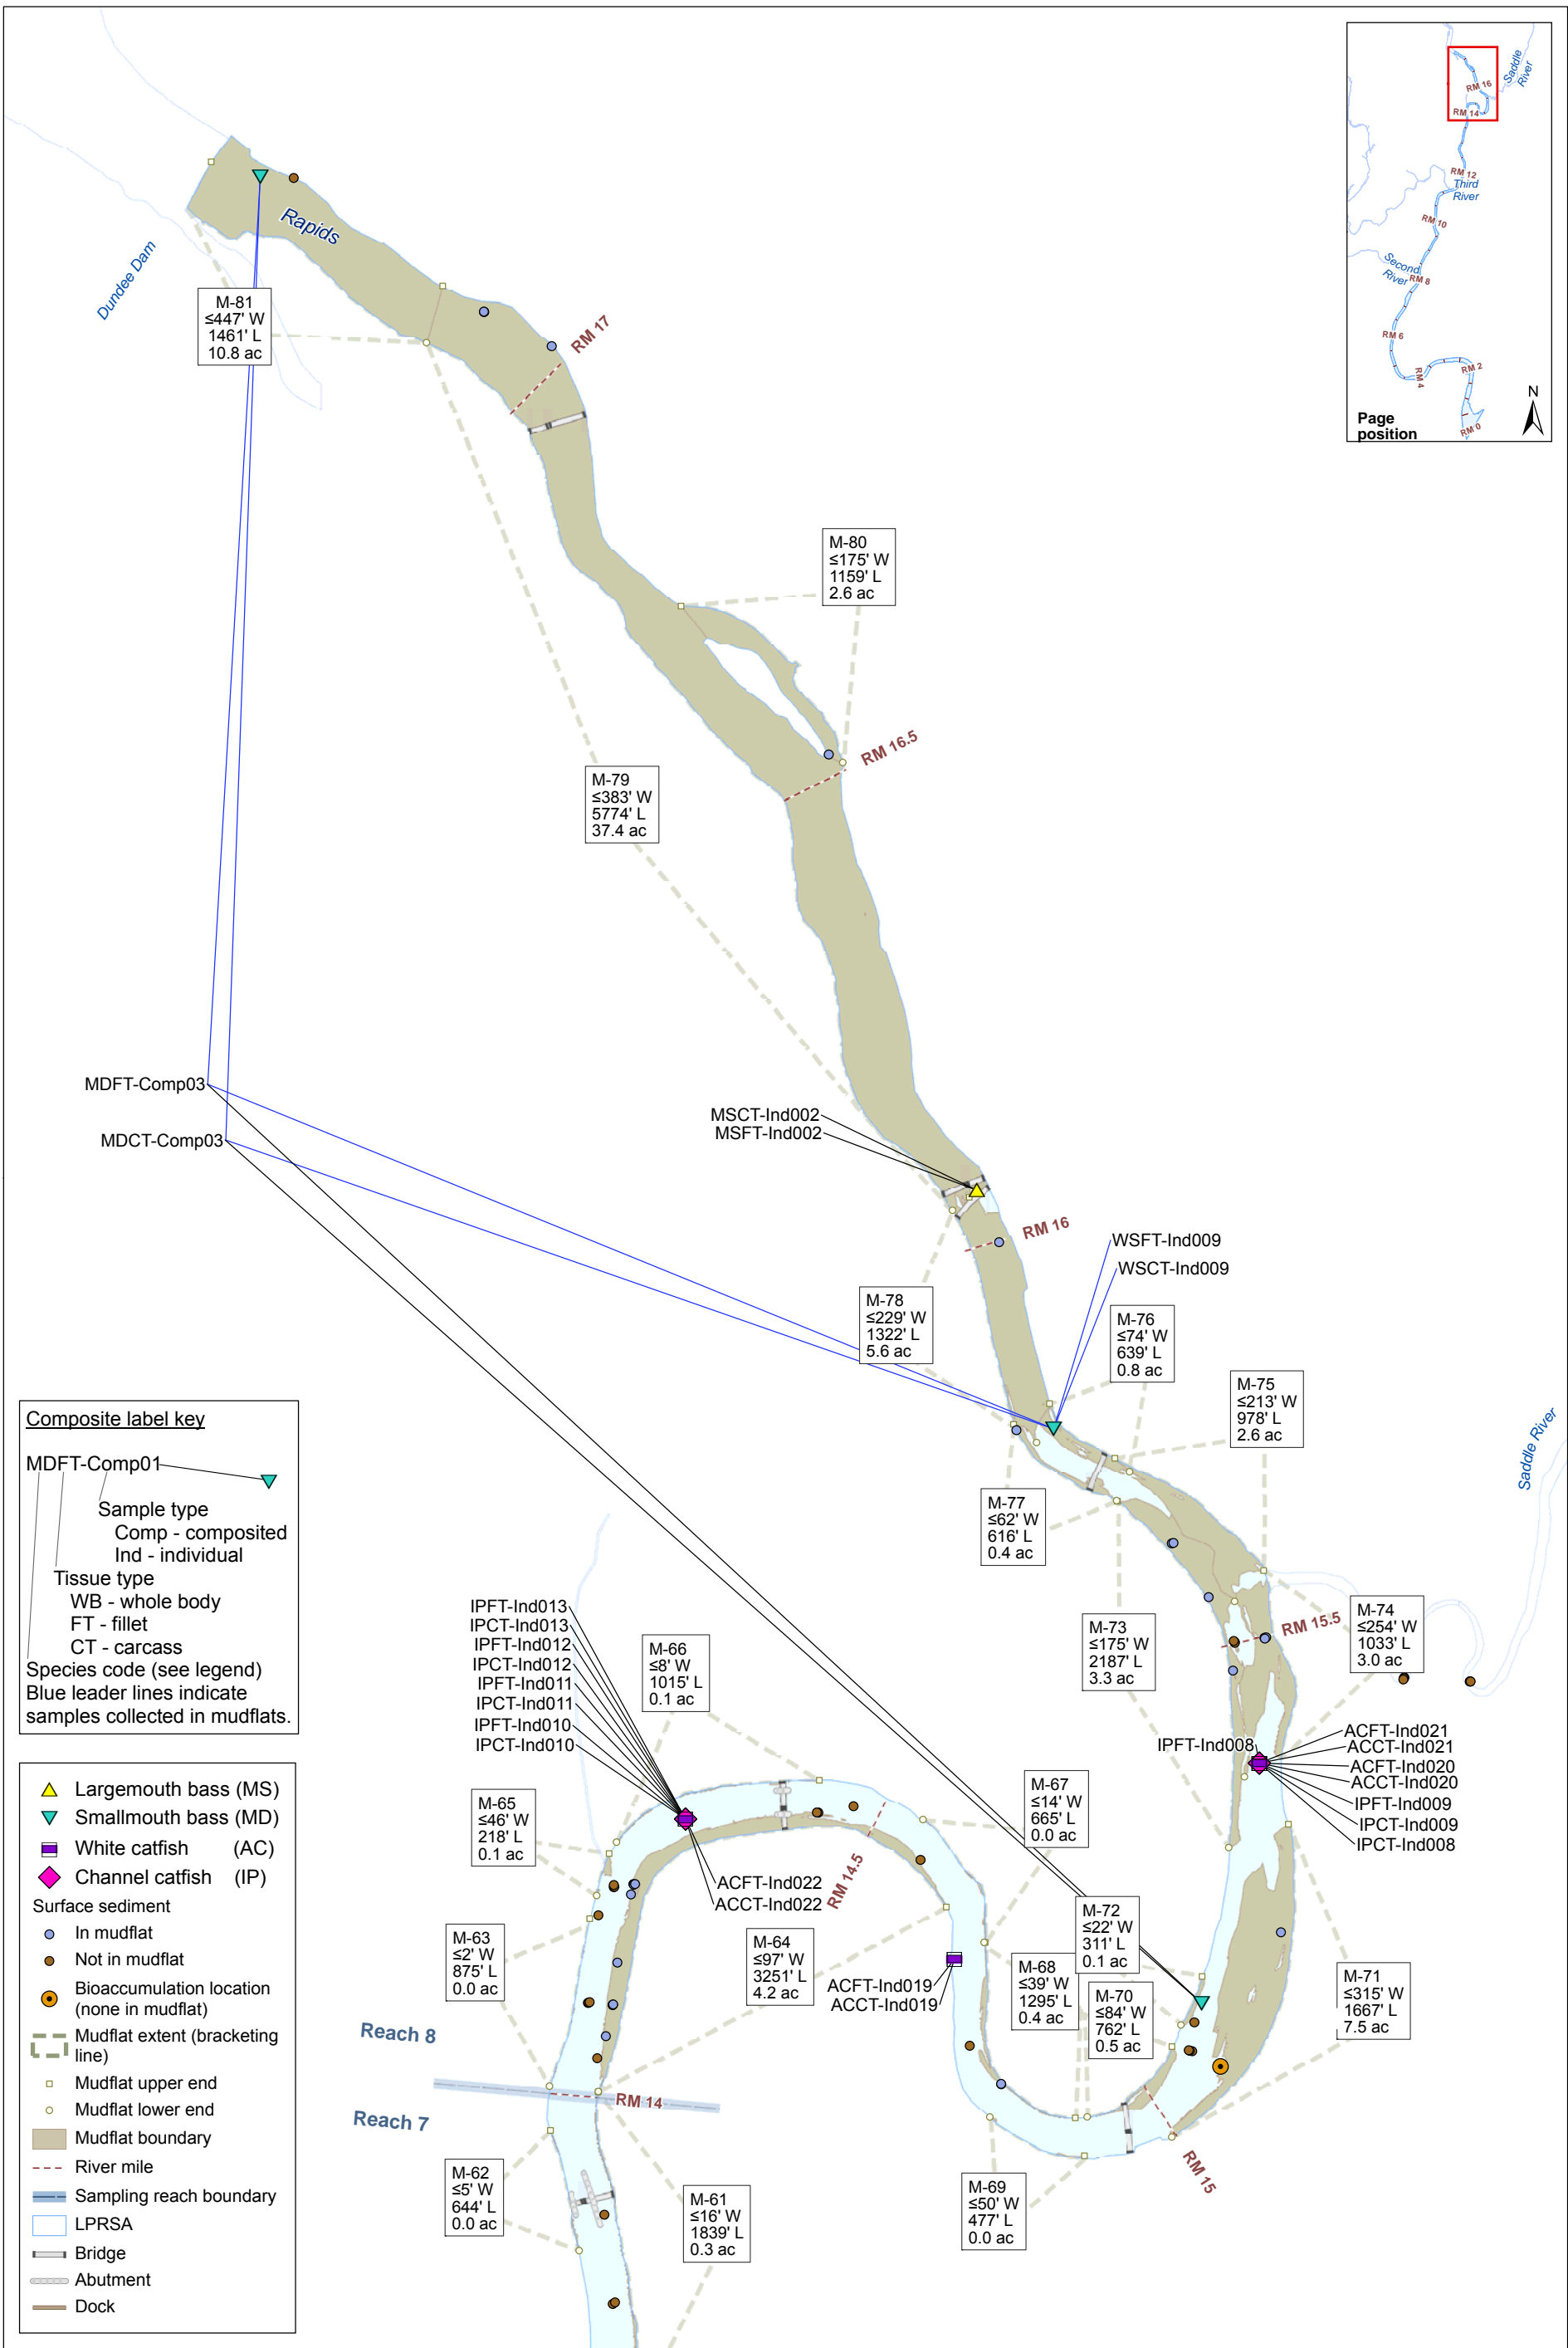 Saddle
River
RM 16
RM 14
RM 12
Third
River
RM 10
Second
River
RM 8
RM 6
RM 4
RM 2
RM 0
N
Page
position
Rapids
Dundee Dam
M-81
≤447' W
1461' L
10.8 ac
RM 17
M-80
≤175' W
1159' L
2.6 ac
RM 16.5
M-79
≤383' W
5774' L
37.4 ac
MDFT-Comp03
MDCT-Comp03
MSCT-Ind002
MSFT-Ind002
RM 16
WSFT-Ind009
WSCT-Ind009
M-78
≤229' W
1322' L
5.6 ac
M-76
≤74' W
639' L
0.8 ac
M-75
≤213' W
978' L
2.6 ac
Saddle River
M-77
≤62' W
616' L
0.4 ac
M-73
≤175' W
2187' L
3.3 ac
RM 15.5
M-74
≤254' W
1033' L
3.0 ac
Composite label key
MDFT-Comp01
Sample type
Comp - composited
Ind - individual
Tissue type
WB - whole body
FT - fillet
CT - carcass
Species code (see legend)
Blue leader lines indicate
samples collected in mudflats.
IPFT-Ind013
IPCT-Ind013
IPFT-Ind012
IPCT-Ind012
IPFT-Ind011
IPCT-Ind011
IPFT-Ind010
IPCT-Ind010
M-66
≤8' W
1015' L
0.1 ac
IPFT-Ind008
ACFT-Ind021
ACCT-Ind021
ACFT-Ind020
ACCT-Ind020
IPFT-Ind009
IPCT-Ind009
IPCT-Ind008
M-65
≤46' W
218' L
0.1 ac
M-67
≤14' W
665' L
0.0 ac
ACFT-Ind022
ACCT-Ind022
RM 14.5
M-63
≤2' W
875' L
0.0 ac
M-64
≤97' W
3251' L
4.2 ac
ACFT-Ind019
ACCT-Ind019
M-72
≤22' W
311' L
0.1 ac
M-68
≤39' W
1295' L
0.4 ac
M-70
≤84' W
762' L
0.5 ac
M-71
≤315' W
1667' L
7.5 ac
Reach 8
RM 14
Reach 7
RM 15
M-62
≤5' W
644' L
0.0 ac
M-61
≤16' W
1839' L
0.3 ac
M-69
≤50' W
477' L
0.0 ac
Largemouth bass (MS)
Smallmouth bass (MD)
White catfish (AC)
Channel catfish (IP)
Surface sediment
In mudflat
Not in mudflat
Bioaccumulation location
(none in mudflat)
Mudflat extent (bracketing
line)
Mudflat upper end
Mudflat lower end
Mudflat boundary
River mile
Sampling reach boundary
LPRSA
Bridge
Abutment
Dock